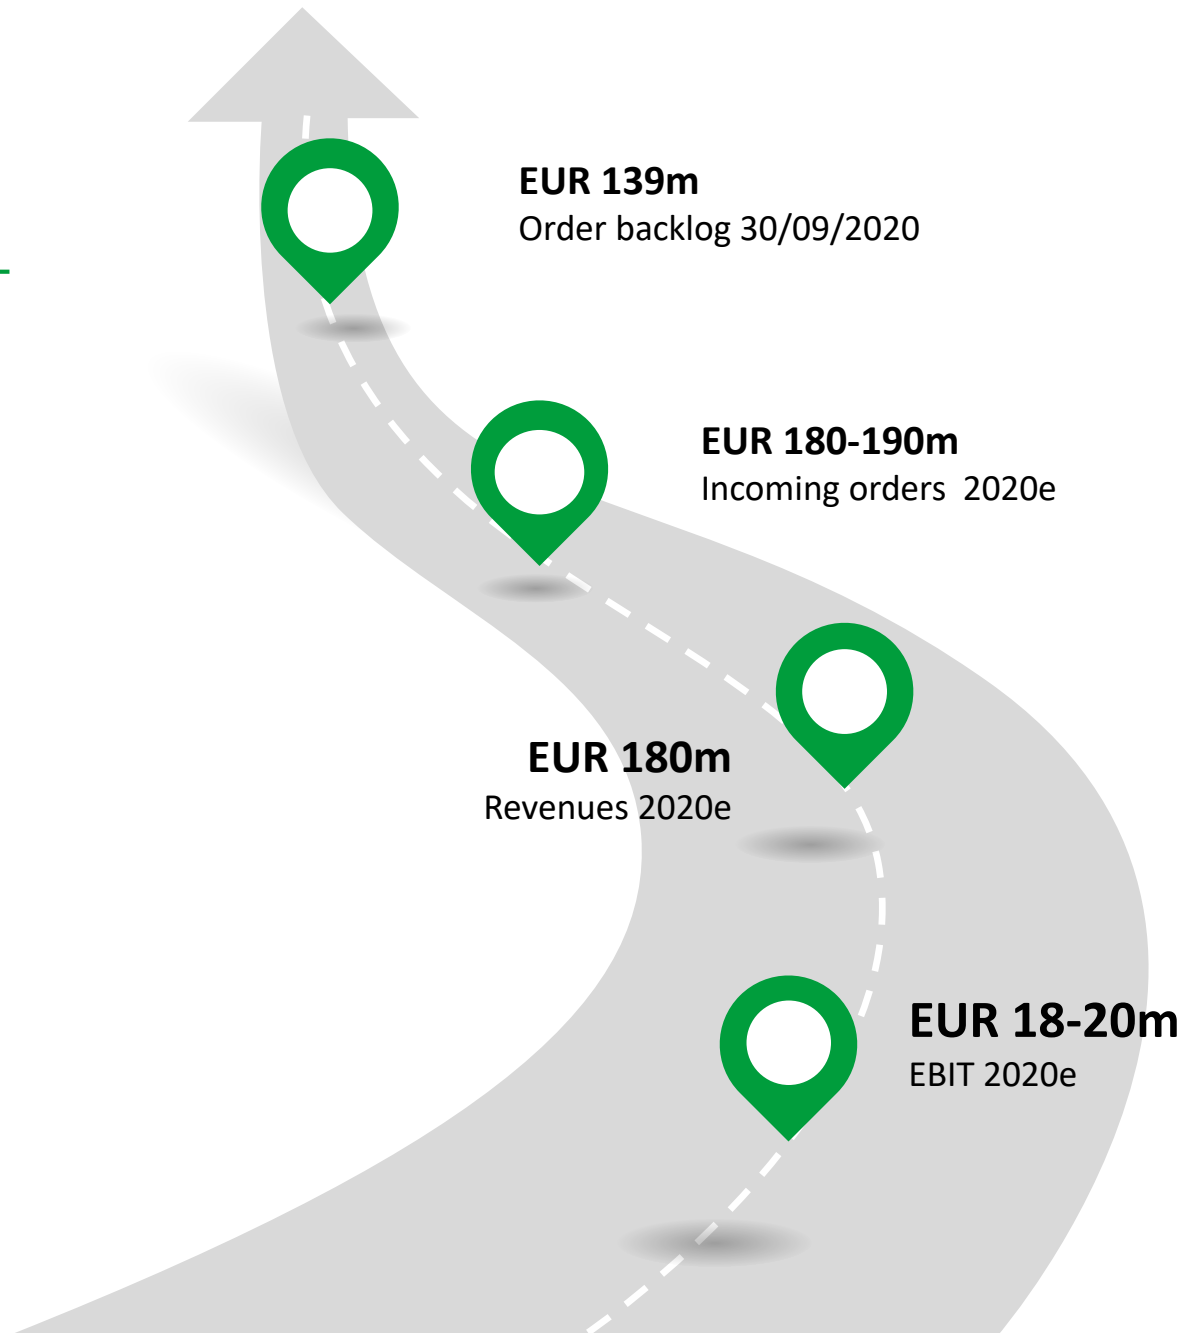 EUR 139m
Order backlog 30/09/2020
EUR 180-190m
Incoming orders  2020e
EUR 180m
Revenues 2020e
EUR 18-20m
EBIT 2020e